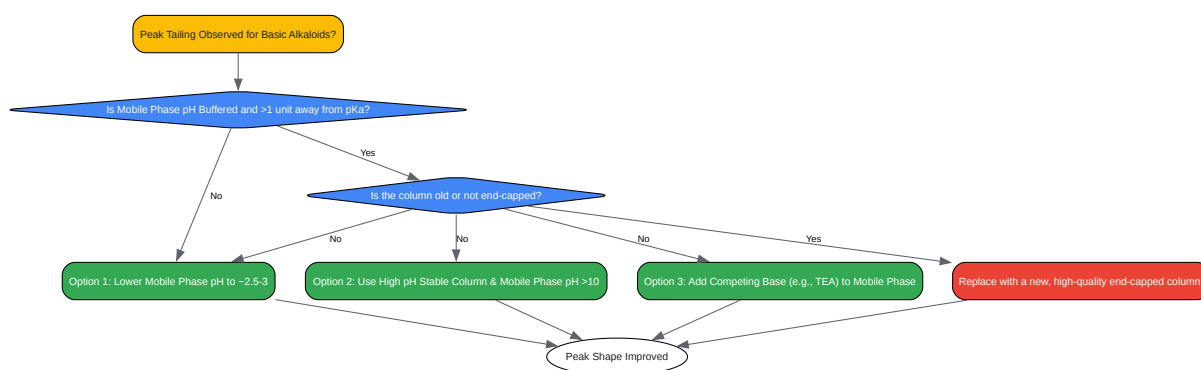 Peak Tailing Observed for Basic Alkaloids?
Is Mobile Phase pH Buffered and >1 unit away from pKa?
Yes
Is the column old or not end-capped?
No
No
No
No
Yes
Option 1: Lower Mobile Phase pH to ~2.5-3
Option 2: Use High pH Stable Column & Mobile Phase pH >10
Option 3: Add Competing Base (e.g., TEA) to Mobile Phase
Replace with a new, high-quality end-capped column
Peak Shape Improved